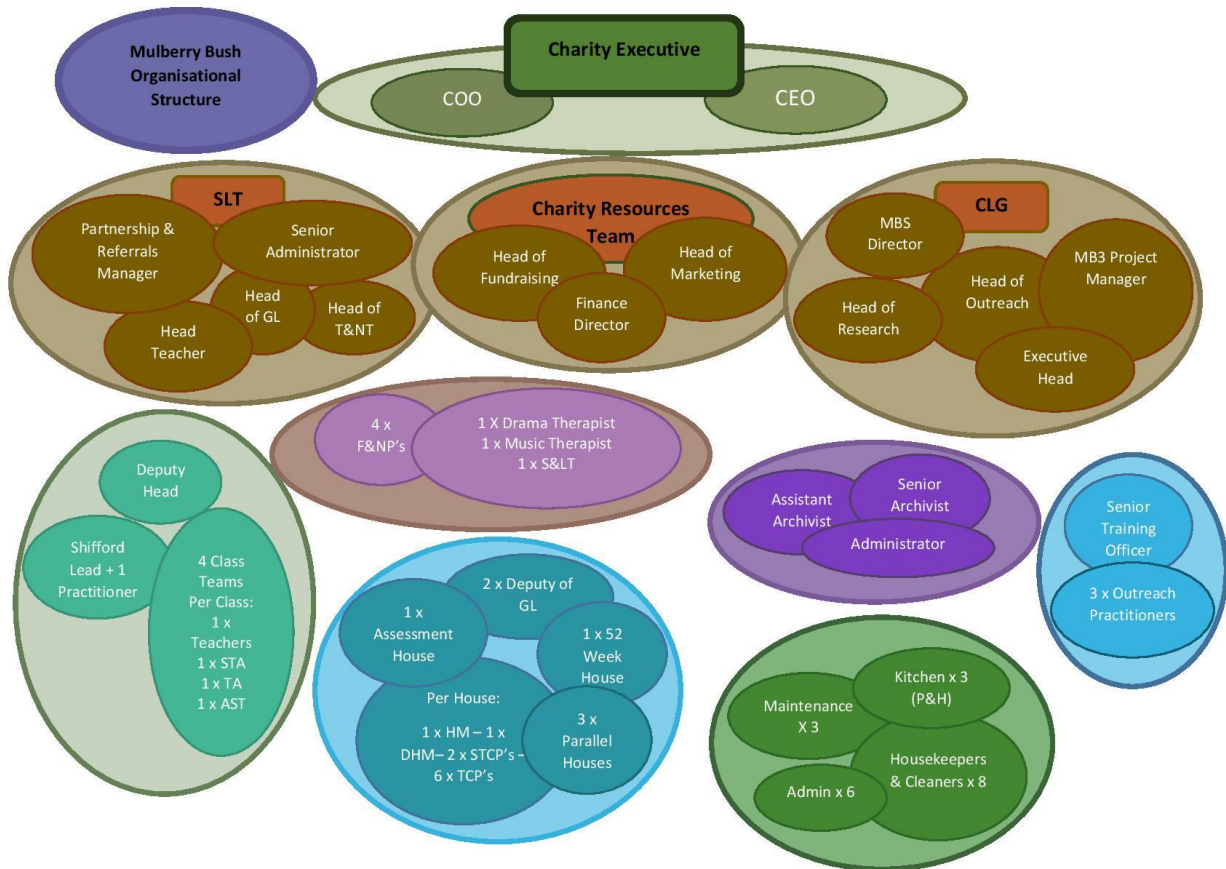 Mulberry Bush
Organisational
Structure
Charity Executive
COO
CEO
SLT
Partnership &
Referrals
Manager
Senior
Administrator
Head
of GL
Head of
T&NT
Head
Teacher
Charity Resources
Team
Head of
Fundraising
Head of
Marketing
Finance
Director
CLG
MBS
Director
MB3 Project
Manager
Head of
Outreach
Head of
Research
Executive
Head
4 x
F&NP's
1 X Drama Therapist
1 x Music Therapist
1 x S&LT
Deputy
Head
Shifford
Lead + 1
Practitioner
4 Class
Teams
Per Class:
1 x
Teachers
1 x STA
1 x TA
1 x AST
2 x Deputy of
GL
1 x
Assessment
House
1 x 52
Week
House
Per House:
1 x HM – 1 x
DHM– 2 x STCP's –
6 x TCP's
3 x
Parallel
Houses
Assistant
Archivist
Senior
Archivist
Administrator
Senior
Training
Officer
3 x Outreach
Practitioners
Kitchen x 3
(P&H)
Maintenance
X 3
Housekeepers
& Cleaners x 8
Admin x 6